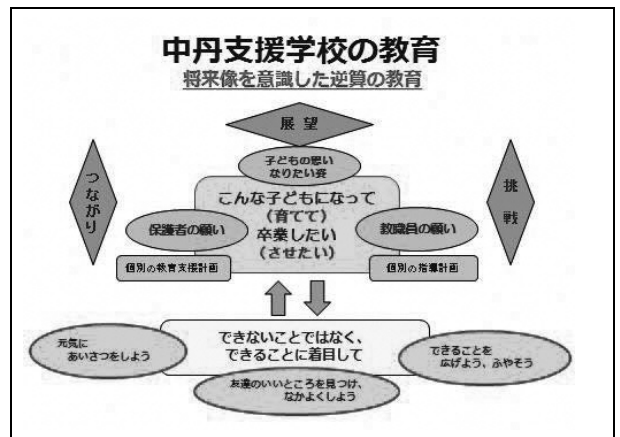 中丹支援学校の教育
将来像を意識した逆算の教育
展望
子どもの思い
なりたい姿
つながり
挑戦
こんな子どもになって
(育てて)
卒業したい
(させたい)
保護者の願い
教職員の願い
個別の教育支援計画
個別の指導計画
できないことではなく、
できることに着目して
元気に
あいさつをしよう
できることを
広げよう、ふやそう
友達のいいところを見つけ、
なかよくしよう